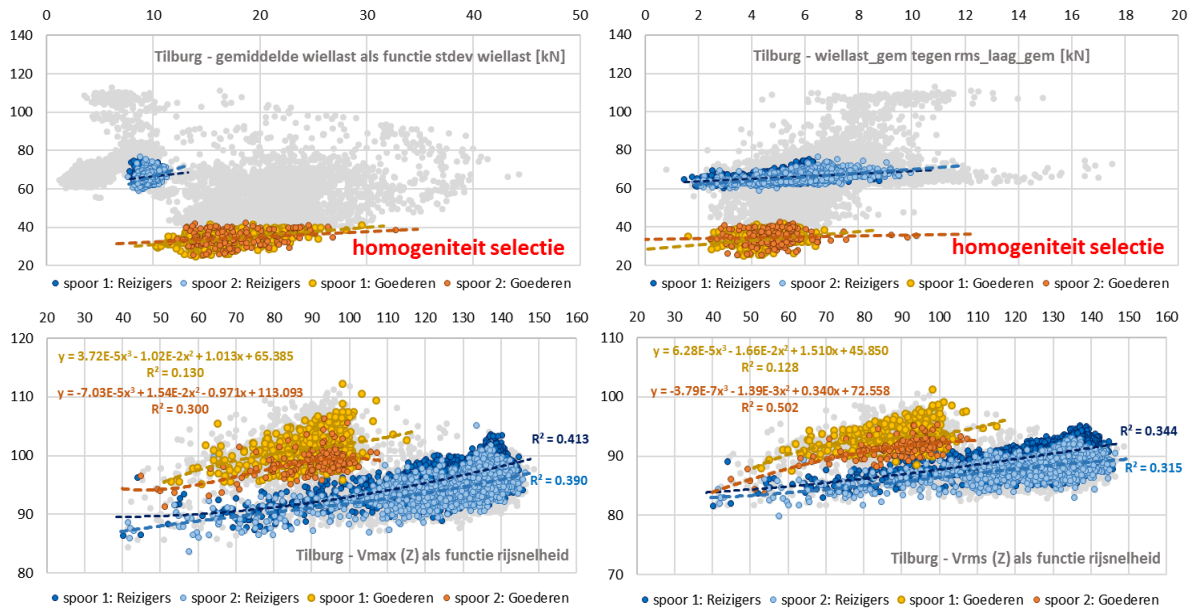 0 10 20 30 40 50
140
120
100
80
60
40
20
Tilburg - gemiddelde wiellast als functie stdev wiellast [kN]
homogeniteit selectie
spoor 1: Reizigers spoor 2: Reizigers spoor 1: Goederen spoor 2: Goederen
0 2 4 6 8 10 12 14 16 18 20
140
120
100
80
60
40
20
Tilburg - wiellast_gem tegen rms_laag_gem [kN]
homogeniteit selectie
spoor 1: Reizigers spoor 2: Reizigers spoor 1: Goederen spoor 2: Goederen
20 30 40 50 60 70 80 90 100 110 120 130 140 150 160
120
110
100
90
80
y = 3.72E-5x³ - 1.02E-2x² + 1.013x + 65.385
R² = 0.130
y = -7.03E-5x³ + 1.54E-2x² - 0.971x + 113.093
R² = 0.300
R² = 0.413
R² = 0.390
Tilburg - Vmax (Z) als functie rijsnelheid
spoor 1: Reizigers spoor 2: Reizigers spoor 1: Goederen spoor 2: Goederen
20 30 40 50 60 70 80 90 100 110 120 130 140 150 160
110
100
90
80
70
y = 6.28E-5x³ - 1.66E-2x² + 1.510x + 45.850
R² = 0.128
y = -3.79E-7x³ - 1.39E-3x² + 0.340x + 72.558
R² = 0.502
R² = 0.344
R² = 0.315
Tilburg - Vrms (Z) als functie rijsnelheid
spoor 1: Reizigers spoor 2: Reizigers spoor 1: Goederen spoor 2: Goederen